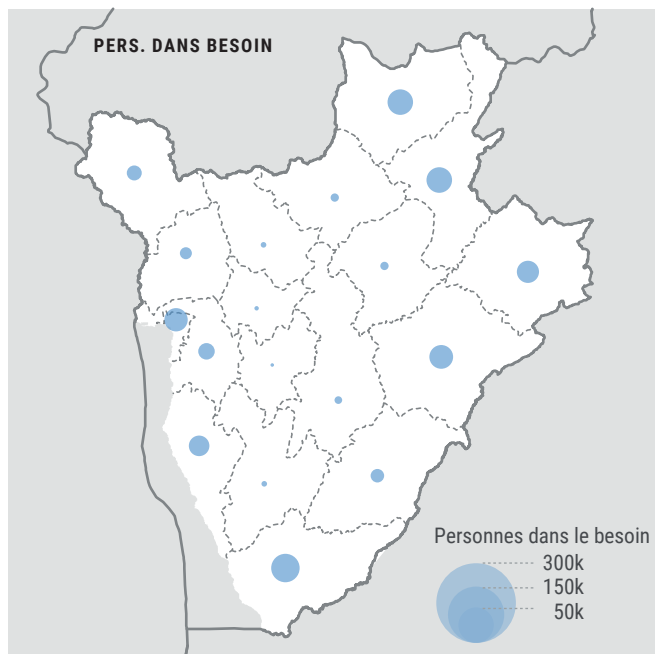 PERS. DANS BESOIN
Personnes dans le besoin
300k
150k
50k